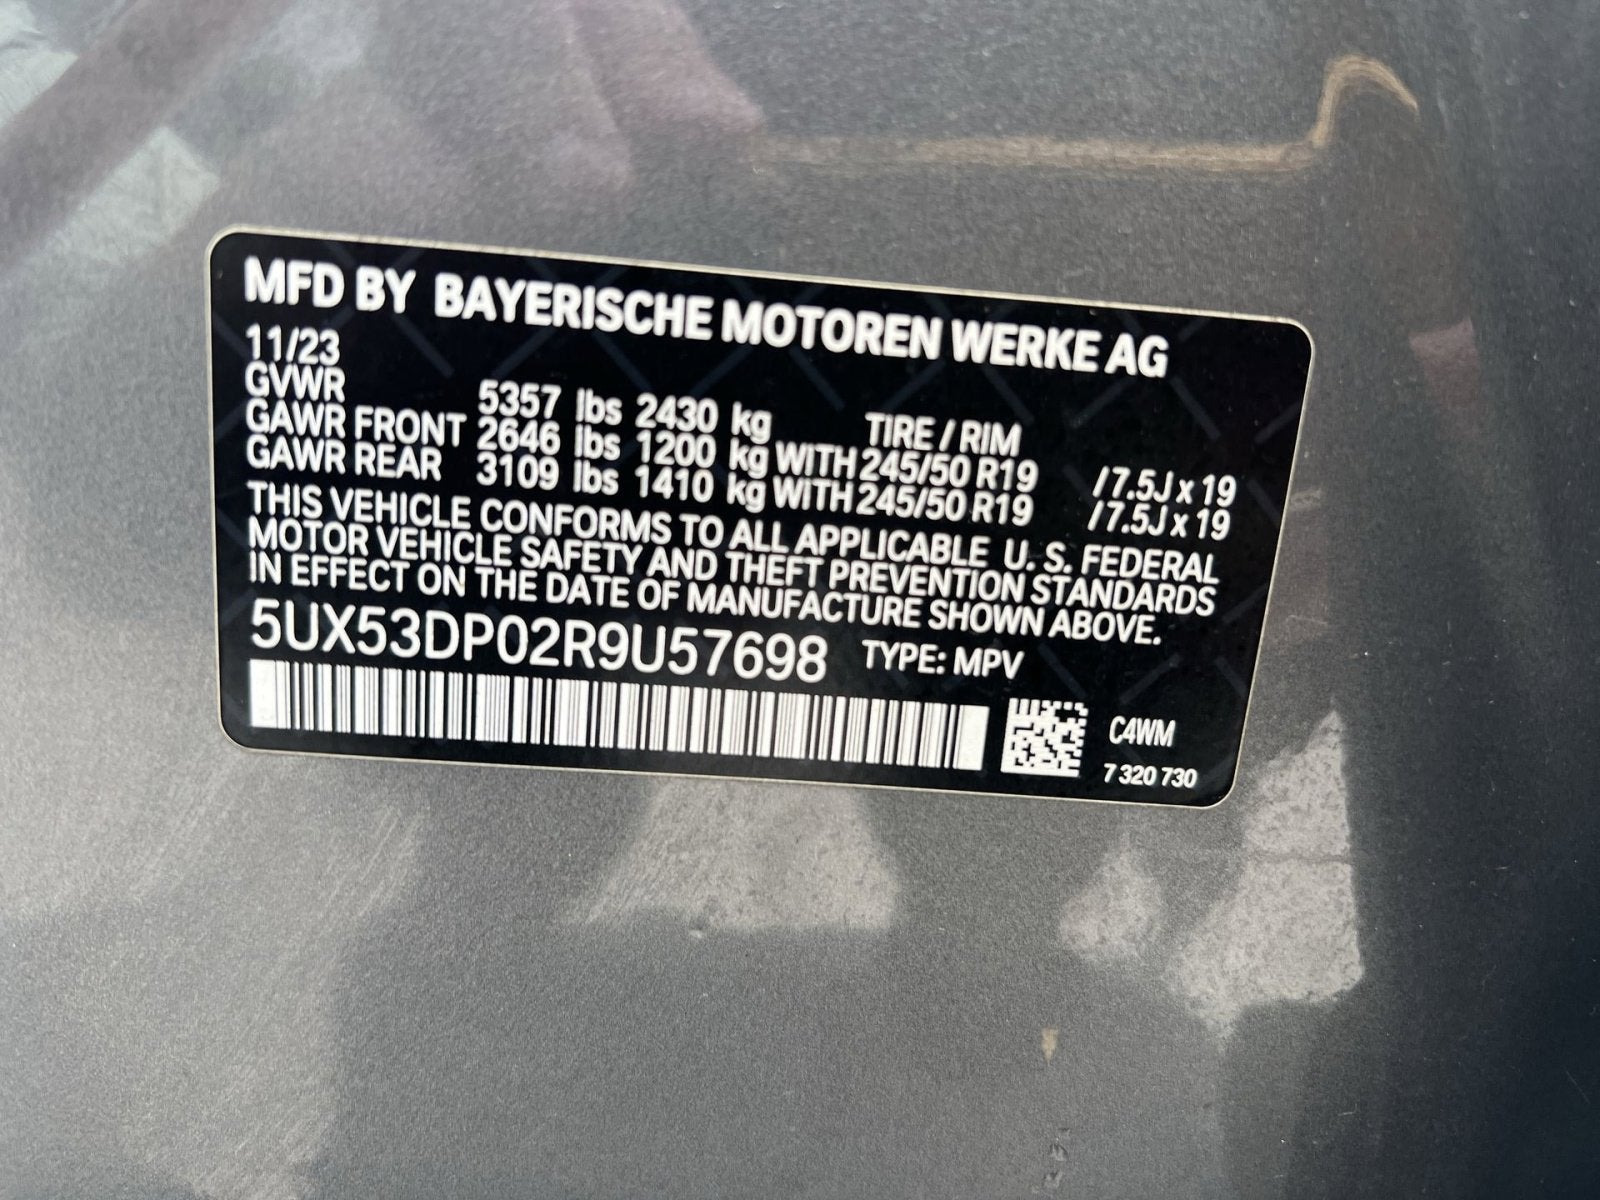 MFD BY BAYERISCHE MOTOREN WERKE AG
11/23
GVWR 5357 lbs 2430 kg TIRE / RIM
GAWR FRONT 2646 lbs 1200 kg WITH 245/50 R19 /7.5J x 19
GAWR REAR 3109 lbs 1410 kg WITH 245/50 R19 /7.5J x 19
THIS VEHICLE CONFORMS TO ALL APPLICABLE U. S. FEDERAL
MOTOR VEHICLE SAFETY AND THEFT PREVENTION STANDARDS
IN EFFECT ON THE DATE OF MANUFACTURE SHOWN ABOVE.
5UX53DP02R9U57698 TYPE: MPV
C4WM
7 320 730